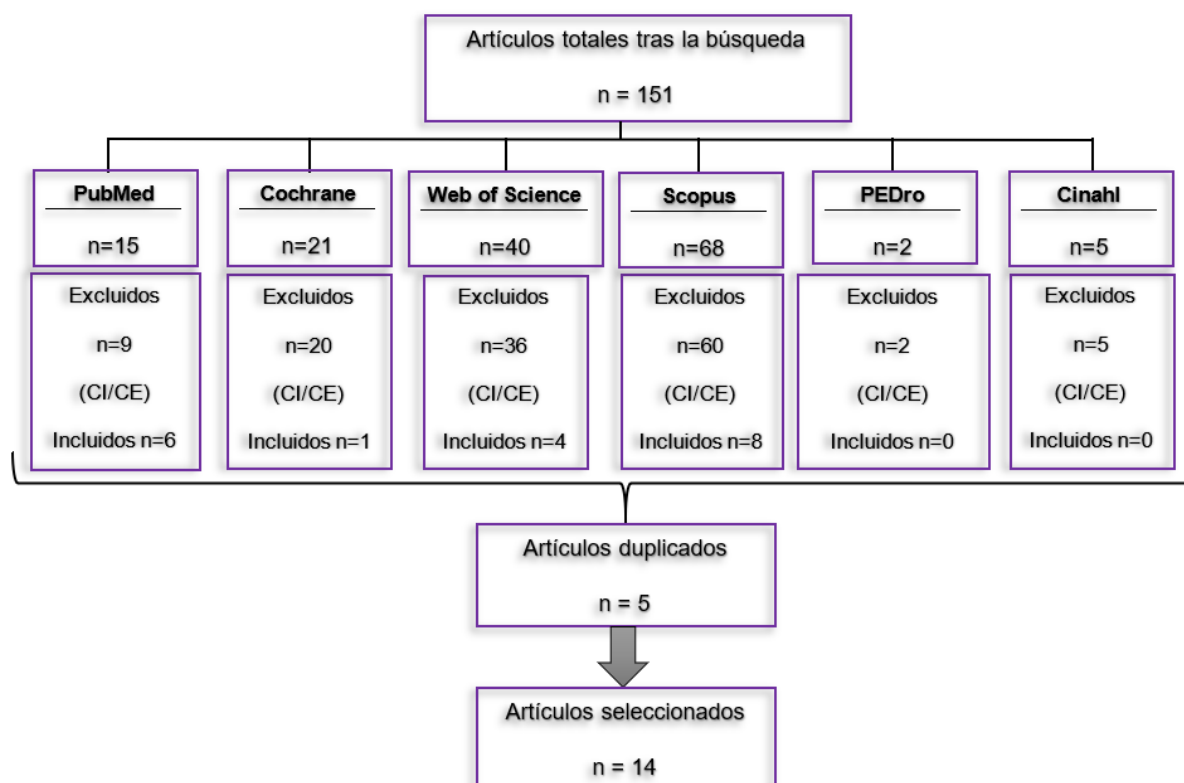 Artículos totales tras la búsqueda
n = 151
PubMed
n=15
Excluidos
n=9
(CI/CE)
Incluidos n=6
Cochrane
n=21
Excluidos
n=20
(CI/CE)
Incluidos n=1
Web of Science
n=40
Excluidos
n=36
(CI/CE)
Incluidos n=4
Scopus
n=68
Excluidos
n=60
(CI/CE)
Incluidos n=8
PEDro
n=2
Excluidos
n=2
(CI/CE)
Incluidos n=0
Cinahl
n=5
Excluidos
n=5
(CI/CE)
Incluidos n=0
Artículos duplicados
n = 5
Artículos seleccionados
n = 14